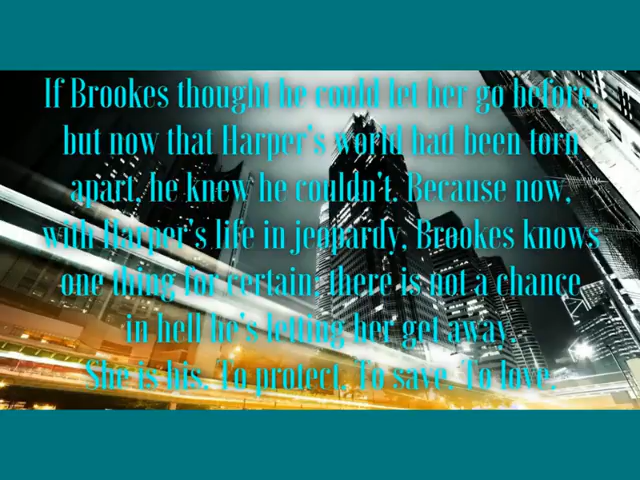 If Brookes thought he could let her go before,
but now that Harper's world had been torn
apart, he knew he couldn't. Because now,
with Harper's life in jeopardy, Brookes knows
one thing for certain; there is not a chance
in hell he's letting her get away.
She is his. To protect. To save. To love.